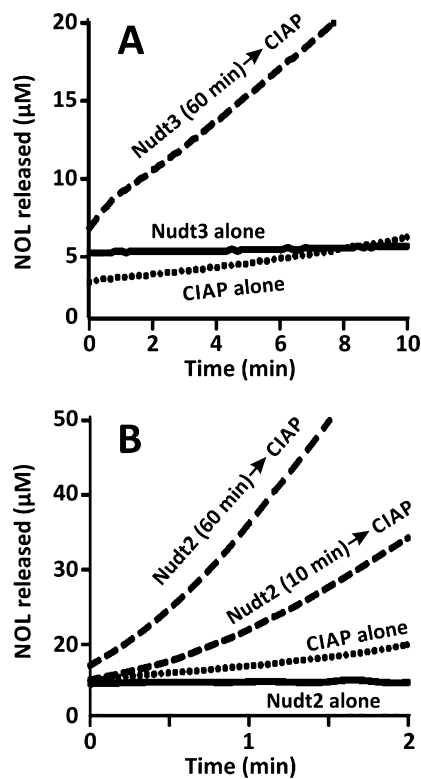 A
NOL released (µM)
20
15
10
5
0
Nudt3 (60 min)→CIAP
Nudt3 alone
CIAP alone
0 2 4 6 8 10
Time (min)
B
NOL released (µM)
50
40
30
20
0
Nudt2 (60 min)→CIAP
Nudt2 (10 min)→CIAP
CIAP alone
Nudt2 alone
0 1 2
Time (min)